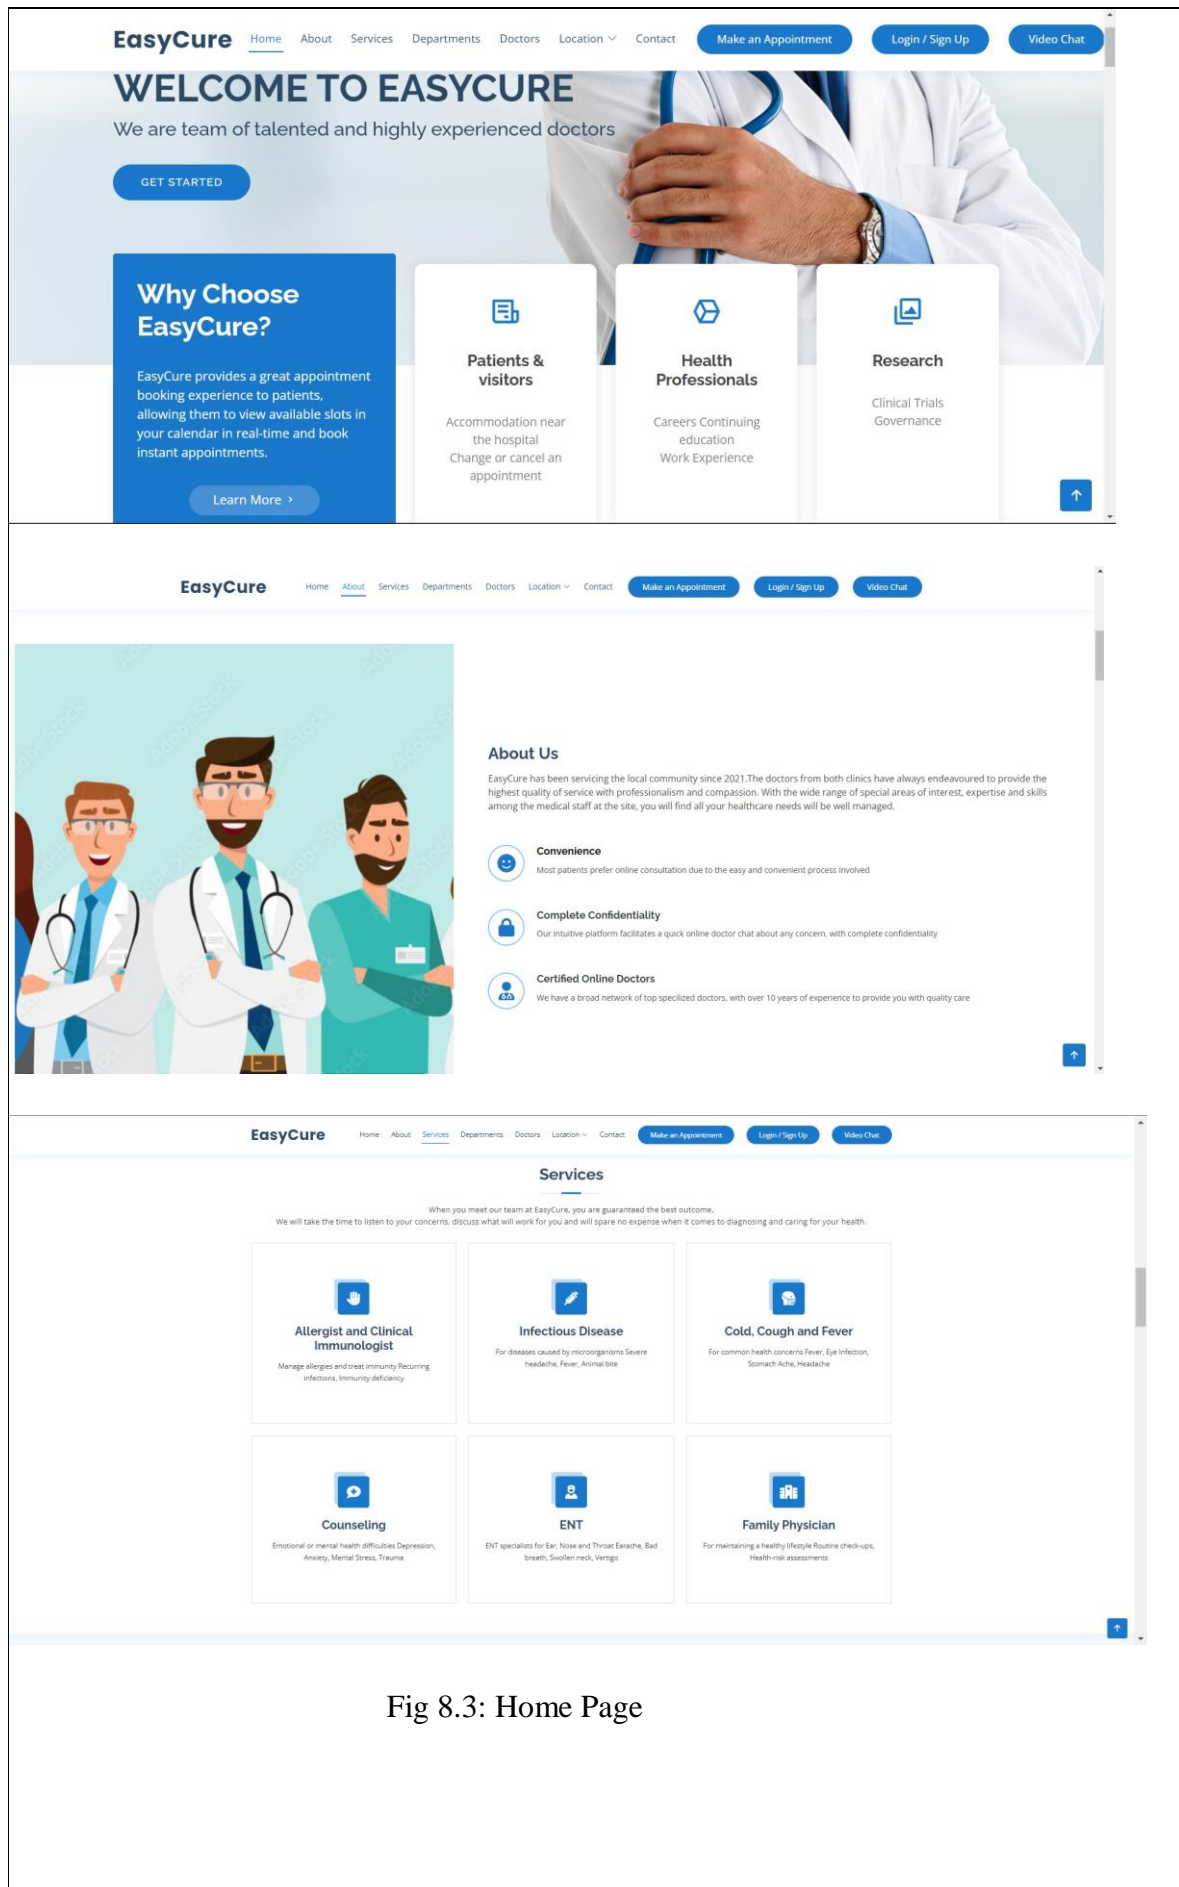 EasyCure Home About Services Departments Doctors Location Contact Make an Appointment Login / Sign Up Video Chat
WELCOME TO EASYCURE
We are team of talented and highly experienced doctors
GET STARTED
Why Choose
EasyCure?
EasyCure provides a great appointment
booking experience to patients,
allowing them to view available slots in
your calendar in real-time and book
instant appointments.
Learn More
Patients &
visitors
Accommodation near
the hospital
Change or cancel an
appointment
Health
Professionals
Careers Continuing
education
Work Experience
Research
Clinical Trials
Governance
EasyCure Home About Services Departments Doctors Location Contact Make an Appointment Login / Sign Up Video Chat
Adobe Stock
About Us
EasyCure has been servicing the local community since 2021.The doctors from both clinics have always endeavoured to provide the
highest quality of service with professionalism and compassion. With the wide range of special areas of interest, expertise and skills
among the medical staff at the site, you will find all your healthcare needs will be well managed.
Convenience
Most patients prefer online consultation due to the easy and convenient process involved
Complete Confidentiality
Our intuitive platform facilitates a quick online doctor chat about any concern, with complete confidentiality
Certified Online Doctors
We have a broad network of top specilized doctors, with over 10 years of experience to provide you with quality care
EasyCure Home About Services Departments Doctors Location Contact Make an Appointment Login / Sign Up Video Chat
Services
When you meet our team at EasyCure, you are guaranteed the best outcome.
We will take the time to listen to your concerns, discuss what will work for you and will spare no expense when it comes to diagnosing and caring for your health.
Allergist and Clinical
Immunologist
Manage allergies and treat immunity Recurring
infections, Immunity deficiency
Infectious Disease
For diseases caused by microorganisms Severe
headache, Fever, Animal bite
Cold, Cough and Fever
For common health concerns Fever, Eye Infection,
Stomach Ache, Headache
Counseling
Emotional or mental health difficulties Depression,
Anxiety, Mental Stress, Trauma
ENT
ENT specialists for Ear, Nose and Throat Earache, Bad
breath, Swollen neck, Vertigo
Family Physician
For maintaining a healthy lifestyle Routine check-ups,
Health-risk assessments
Fig 8.3: Home Page